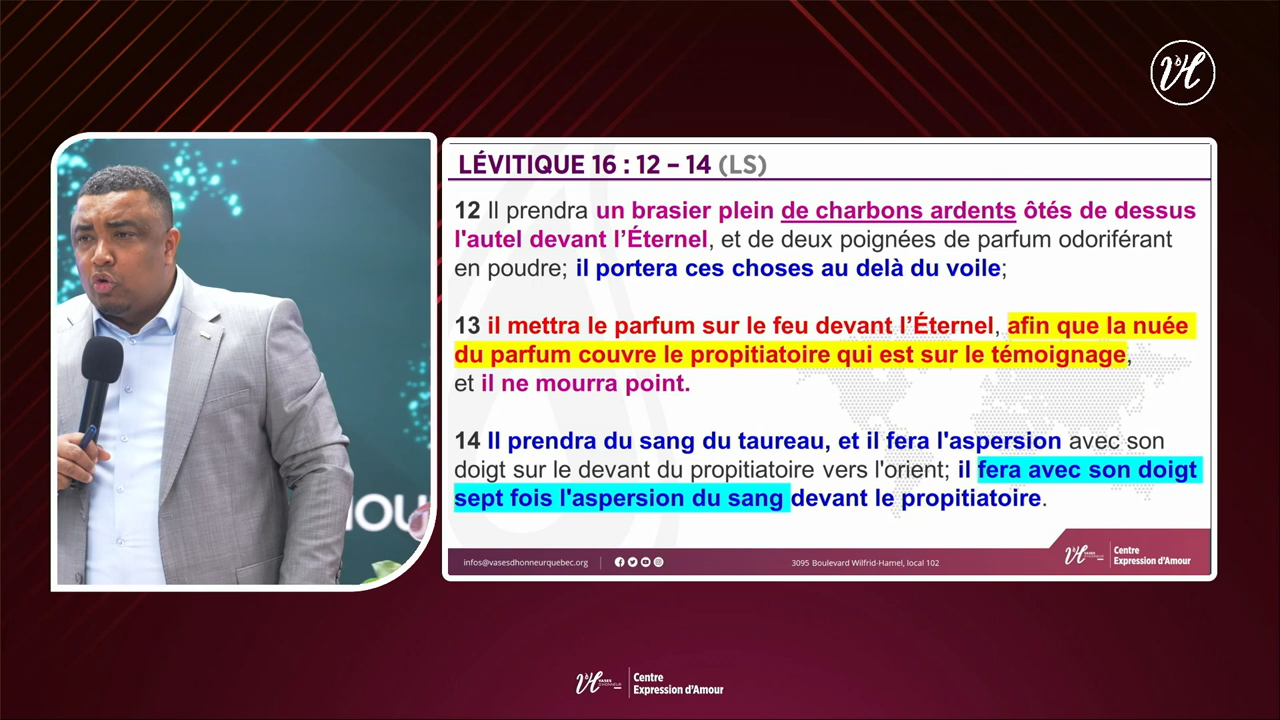 VH
LÉVITIQUE 16 : 12 – 14 (LS)
12 Il prendra un brasier plein de charbons ardents ôtés de dessus
l'autel devant l’Éternel, et de deux poignées de parfum odoriférant
en poudre; il portera ces choses au delà du voile;
13 il mettra le parfum sur le feu devant l’Éternel, afin que la nuée
du parfum couvre le propitiatoire qui est sur le témoignage,
et il ne mourra point.
14 Il prendra du sang du taureau, et il fera l'aspersion avec son
doigt sur le devant du propitiatoire vers l'orient; il fera avec son doigt
sept fois l'aspersion du sang devant le propitiatoire.
infos@vasesdhonneurquebec.org
3095 Boulevard Wilfrid-Hamel, local 102
VH
Centre
Expression d'Amour
VH VASES D'HONNEUR
Centre
Expression d'Amour